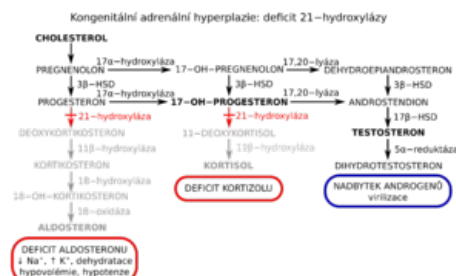 Kongenitální adrenální hyperplazie: deficit 21−hydroxylázy
CHOLESTEROL
17α−hydroxyláza
17,20−lyáza
PREGNENOLON
17−OH−PREGNENOLON
DEHYDROEPIANDROSTERON
3β−HSD
3β−HSD
3β−HSD
17α−hydroxyláza
17,20−lyáza
PROGESTERON
17−OH−PROGESTERON
ANDROSTENDION
21−hydroxyláza
21−hydroxyláza
17β−HSD
DEOXYKORTIKOSTERON
11−DEOXYKORTISOL
TESTOSTERON
11β−hydroxyláza
11β−hydroxyláza
5α−reduktáza
KORTIKOSTERON
KORTISOL
DIHYDROTESTOSTERON
18−hydroxyláza
18−OH−KORTIKOSTERON
18−oxidáza
ALDOSTERON
DEFICIT KORTIZOLU
NADBYTEK ANDROGENŮ
virilizace
DEFICIT ALDOSTERONU
↓ Na⁺, ↑ K⁺, dehydratace
hypovolémie, hypotenze